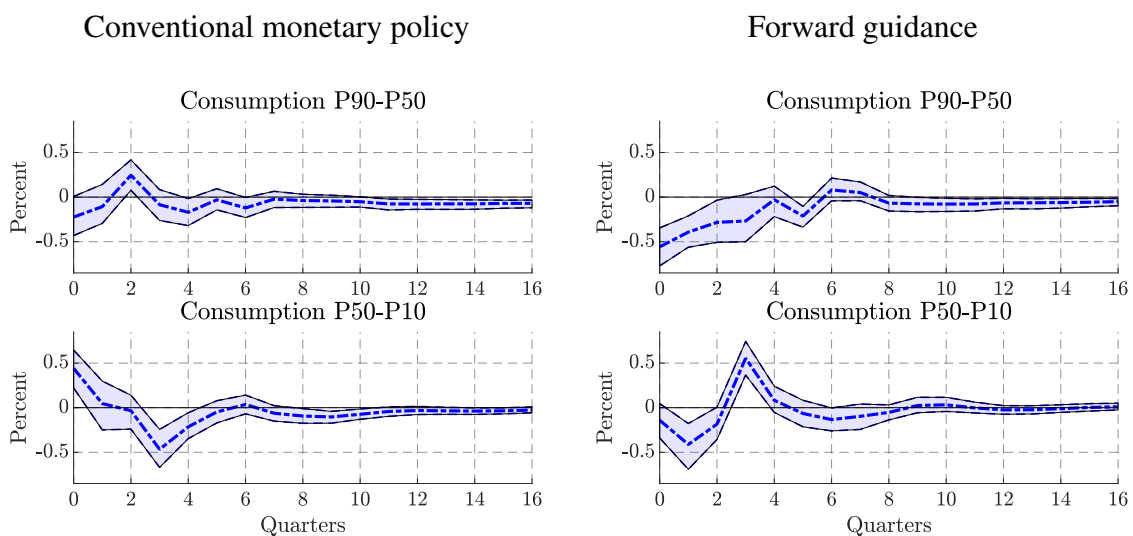 Conventional monetary policy
Forward guidance
Consumption P90-P50
Percent
0.5
0
-0.5
0 2 4 6 8 10 12 14 16
Consumption P90-P50
Percent
0.5
0
-0.5
0 2 4 6 8 10 12 14 16
Consumption P50-P10
Percent
0.5
0
-0.5
0 2 4 6 8 10 12 14 16
Quarters
Consumption P50-P10
Percent
0.5
0
-0.5
0 2 4 6 8 10 12 14 16
Quarters